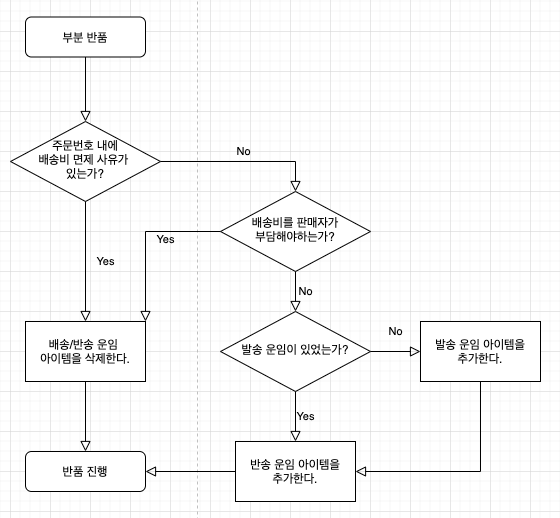 부분 반품
주문번호 내에
배송비 면제 사유가
있는가?
No
배송비를 판매자가
부담해야하는가?
Yes
Yes
No
배송/반송 운임
아이템을 삭제한다.
발송 운임이 있었는가?
No
발송 운임 아이템을
추가한다.
Yes
반품 진행
반송 운임 아이템을
추가한다.